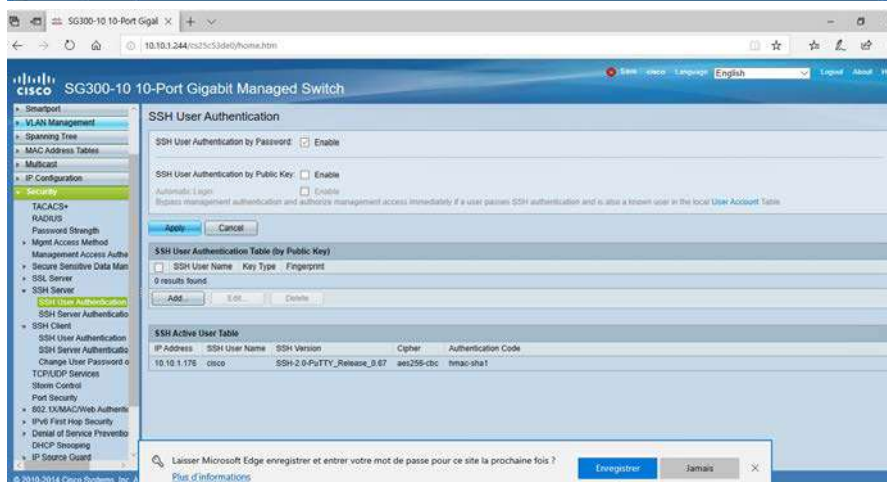 SG300-10 10-Port Gigal
10.10.1.244/cs25c53de0/home.htm
cisco SG300-10 10-Port Gigabit Managed Switch
Save cisco Language English Logout About
Smartport
VLAN Management
Spanning Tree
MAC Address Tables
Multicast
IP Configuration
Security
TACACS+
RADIUS
Password Strength
Mgmt Access Method
Management Access Authe
Secure Sensitive Data Man
SSL Server
SSH Server
SSH User Authentication
SSH Server Authenticatio
SSH Client
SSH User Authentication
SSH Server Authenticatio
Change User Password o
TCP/UDP Services
Storm Control
Port Security
802.1X/MAC/Web Authenti
IPv6 First Hop Security
Denial of Service Preventio
DHCP Snooping
IP Source Guard
© 2010-2014 Cisco Systems, Inc. A
SSH User Authentication
SSH User Authentication by Password: Enable
SSH User Authentication by Public Key: Enable
Automatic Login Enable
Bypass management authentication and authorize management access immediately if a user passes SSH authentication and is also a known user in the local User Account Table.
Apply Cancel
SSH User Authentication Table (by Public Key)
SSH User Name Key Type Fingerprint
0 results found.
Add... Edit... Delete
SSH Active User Table
IP Address SSH User Name SSH Version Cipher Authentication Code
10.10.1.176 cisco SSH-2.0-PuTTY_Release_0.67 aes256-cbc hmac-sha1
Laisser Microsoft Edge enregistrer et entrer votre mot de passe pour ce site la prochaine fois ?
Plus d'informations
Enregistrer Jamais